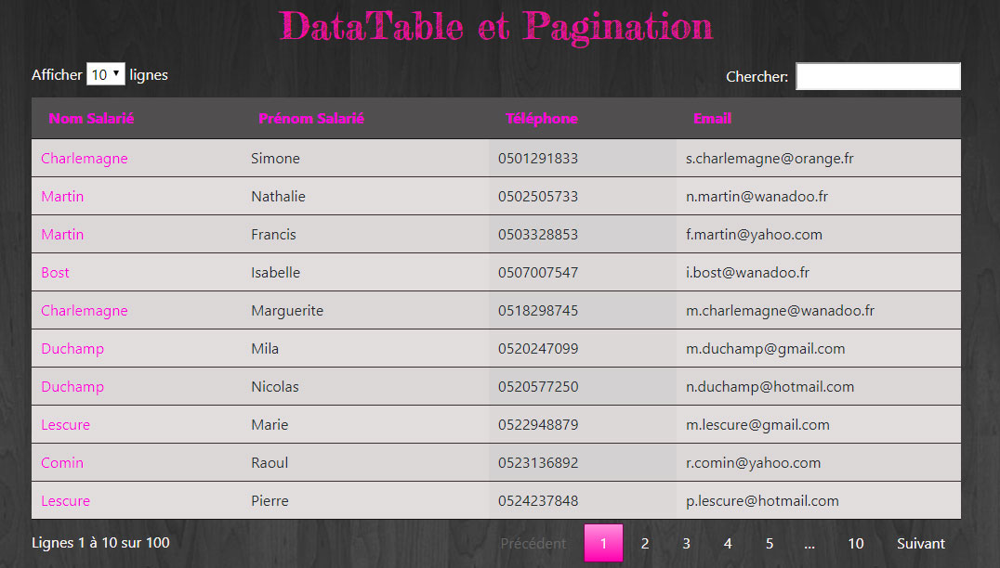 DataTable et Pagination
Afficher 10 lignes Chercher:
Nom Salarié Prénom Salarié Téléphone Email
Charlemagne Simone 0501291833 s.charlemagne@orange.fr
Martin Nathalie 0502505733 n.martin@wanadoo.fr
Martin Francis 0503328853 f.martin@yahoo.com
Bost Isabelle 0507007547 i.bost@wanadoo.fr
Charlemagne Marguerite 0518298745 m.charlemagne@wanadoo.fr
Duchamp Mila 0520247099 m.duchamp@gmail.com
Duchamp Nicolas 0520577250 n.duchamp@hotmail.com
Lescure Marie 0522948879 m.lescure@gmail.com
Comin Raoul 0523136892 r.comin@yahoo.com
Lescure Pierre 0524237848 p.lescure@hotmail.com
Lignes 1 à 10 sur 100 Précédent 1 2 3 4 5 ... 10 Suivant